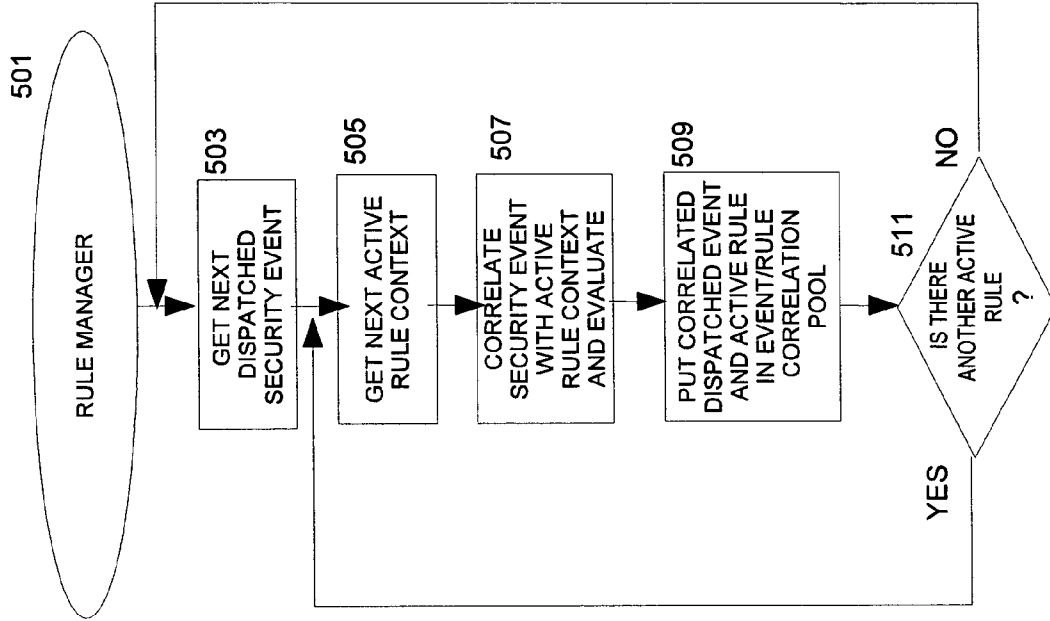 501
RULE MANAGER
503
GET NEXT
DISPATCHED
SECURITY EVENT
505
GET NEXT ACTIVE
RULE CONTEXT
507
CORRELATE
SECURITY EVENT
WITH ACTIVE
RULE CONTEXT
AND EVALUATE
509
PUT CORRELATED
DISPATCHED EVENT
AND ACTIVE RULE
IN EVENT/RULE
CORRELATION
POOL
511
IS THERE
ANOTHER ACTIVE
RULE
?
YES
NO